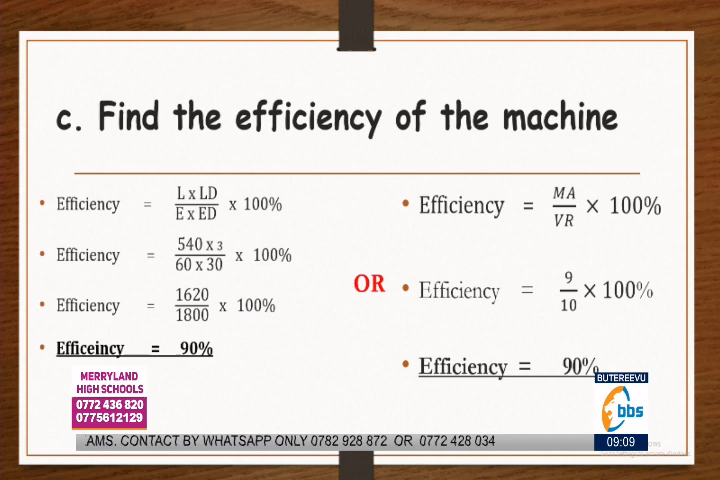 c. Find the efficiency of the machine
• Efficiency = L x LD / E x ED x 100%
• Efficiency = 540 x 3 / 60 x 30 x 100%
• Efficiency = 1620 / 1800 x 100%
• Efficeincy = 90%
OR
• Efficiency = MA / VR × 100%
• Efficiency = 9 / 10 × 100%
• Efficiency = 90%
MERRYLAND
HIGH SCHOOLS
0772 436 820
0775612129
BUTEREEVU
bbs
09:09
AMS. CONTACT BY WHATSAPP ONLY 0782 928 872 OR 0772 428 034